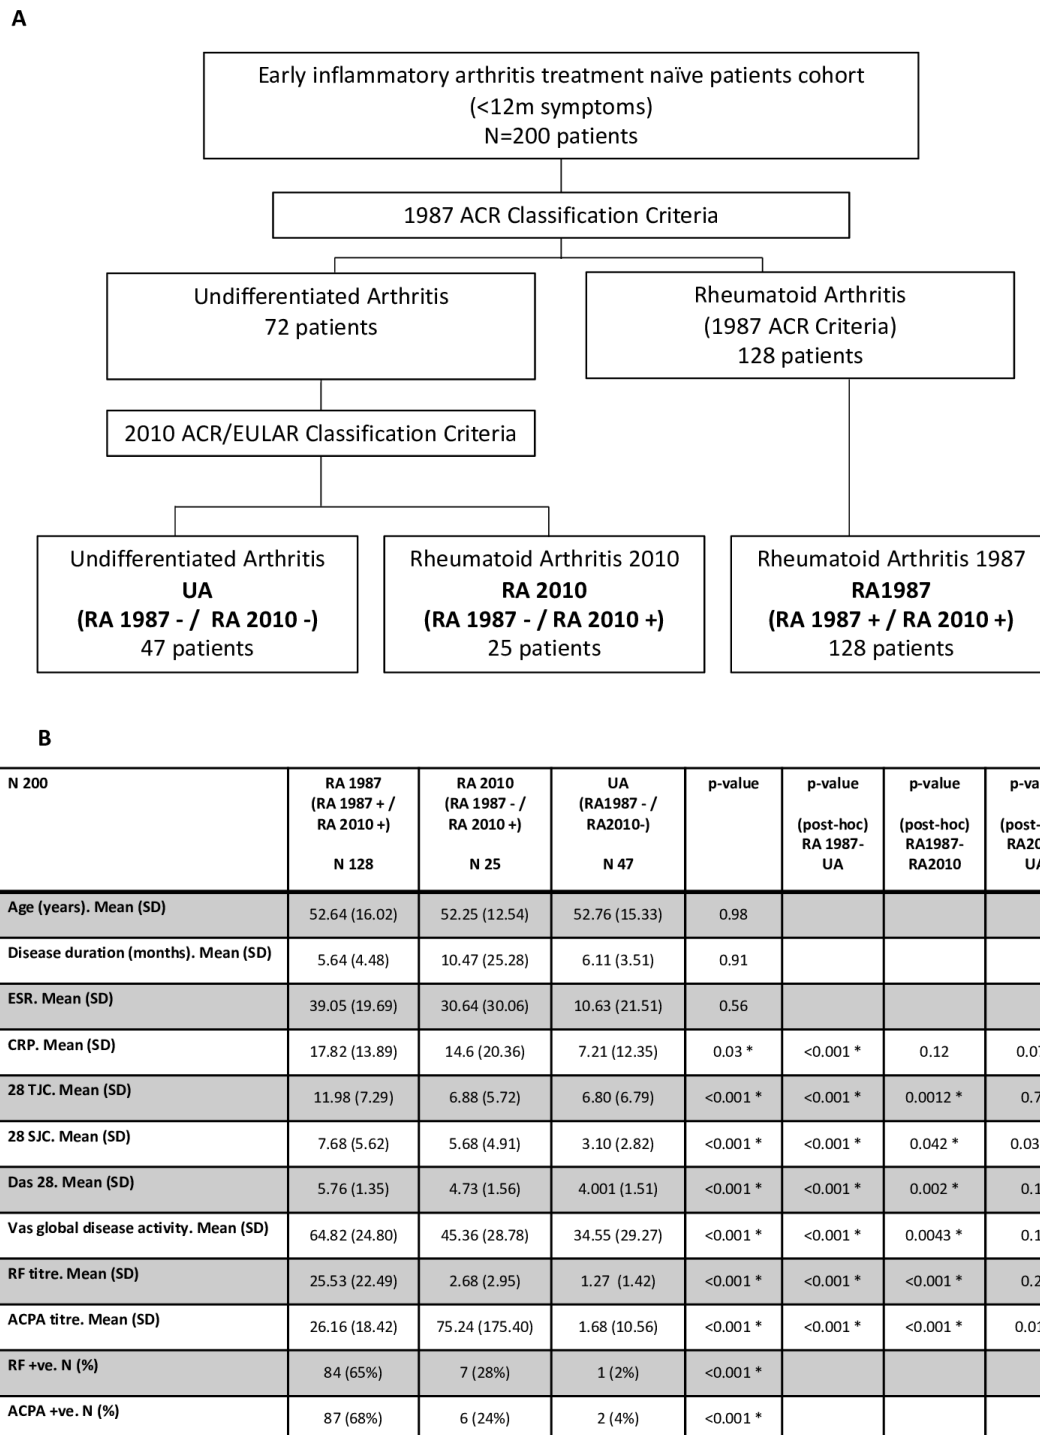 A
Early inflammatory arthritis treatment naïve patients cohort
(<12m symptoms)
N=200 patients
1987 ACR Classification Criteria
Undifferentiated Arthritis
72 patients
Rheumatoid Arthritis
(1987 ACR Criteria)
128 patients
2010 ACR/EULAR Classification Criteria
Undifferentiated Arthritis
UA
(RA 1987 - / RA 2010 -)
47 patients
Rheumatoid Arthritis 2010
RA 2010
(RA 1987 - / RA 2010 +)
25 patients
Rheumatoid Arthritis 1987
RA1987
(RA 1987 + / RA 2010 +)
128 patients
B
N 200
RA 1987
(RA 1987 + /
RA 2010 +)
N 128
RA 2010
(RA 1987 - /
RA 2010 +)
N 25
UA
(RA1987 - /
RA2010-)
N 47
p-value
p-value
(post-hoc)
RA 1987-
UA
p-value
(post-hoc)
RA1987-
RA2010
Age (years). Mean (SD) 52.64 (16.02) 52.25 (12.54) 52.76 (15.33) 0.98
Disease duration (months). Mean (SD) 5.64 (4.48) 10.47 (25.28) 6.11 (3.51) 0.91
ESR. Mean (SD) 39.05 (19.69) 30.64 (30.06) 10.63 (21.51) 0.56
CRP. Mean (SD) 17.82 (13.89) 14.6 (20.36) 7.21 (12.35) 0.03 * <0.001 * 0.12
28 TJC. Mean (SD) 11.98 (7.29) 6.88 (5.72) 6.80 (6.79) <0.001 * <0.001 * 0.0012 *
28 SJC. Mean (SD) 7.68 (5.62) 5.68 (4.91) 3.10 (2.82) <0.001 * <0.001 * 0.042 *
Das 28. Mean (SD) 5.76 (1.35) 4.73 (1.56) 4.001 (1.51) <0.001 * <0.001 * 0.002 *
Vas global disease activity. Mean (SD) 64.82 (24.80) 45.36 (28.78) 34.55 (29.27) <0.001 * <0.001 * 0.0043 *
RF titre. Mean (SD) 25.53 (22.49) 2.68 (2.95) 1.27 (1.42) <0.001 * <0.001 * <0.001 *
ACPA titre. Mean (SD) 26.16 (18.42) 75.24 (175.40) 1.68 (10.56) <0.001 * <0.001 * <0.001 *
RF +ve. N (%) 84 (65%) 7 (28%) 1 (2%) <0.001 *
ACPA +ve. N (%) 87 (68%) 6 (24%) 2 (4%) <0.001 *